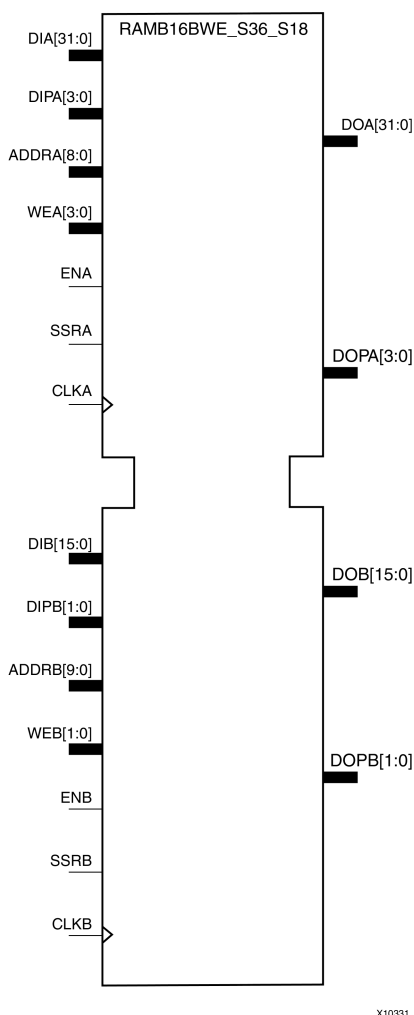 RAMB16BWE_S36_S18
DIA[31:0]
DIPA[3:0]
DOA[31:0]
ADDRA[8:0]
WEA[3:0]
ENA
SSRA
DOPA[3:0]
CLKA
DIB[15:0]
DOB[15:0]
DIPB[1:0]
ADDRB[9:0]
WEB[1:0]
DOPB[1:0]
ENB
SSRB
CLKB
X10331